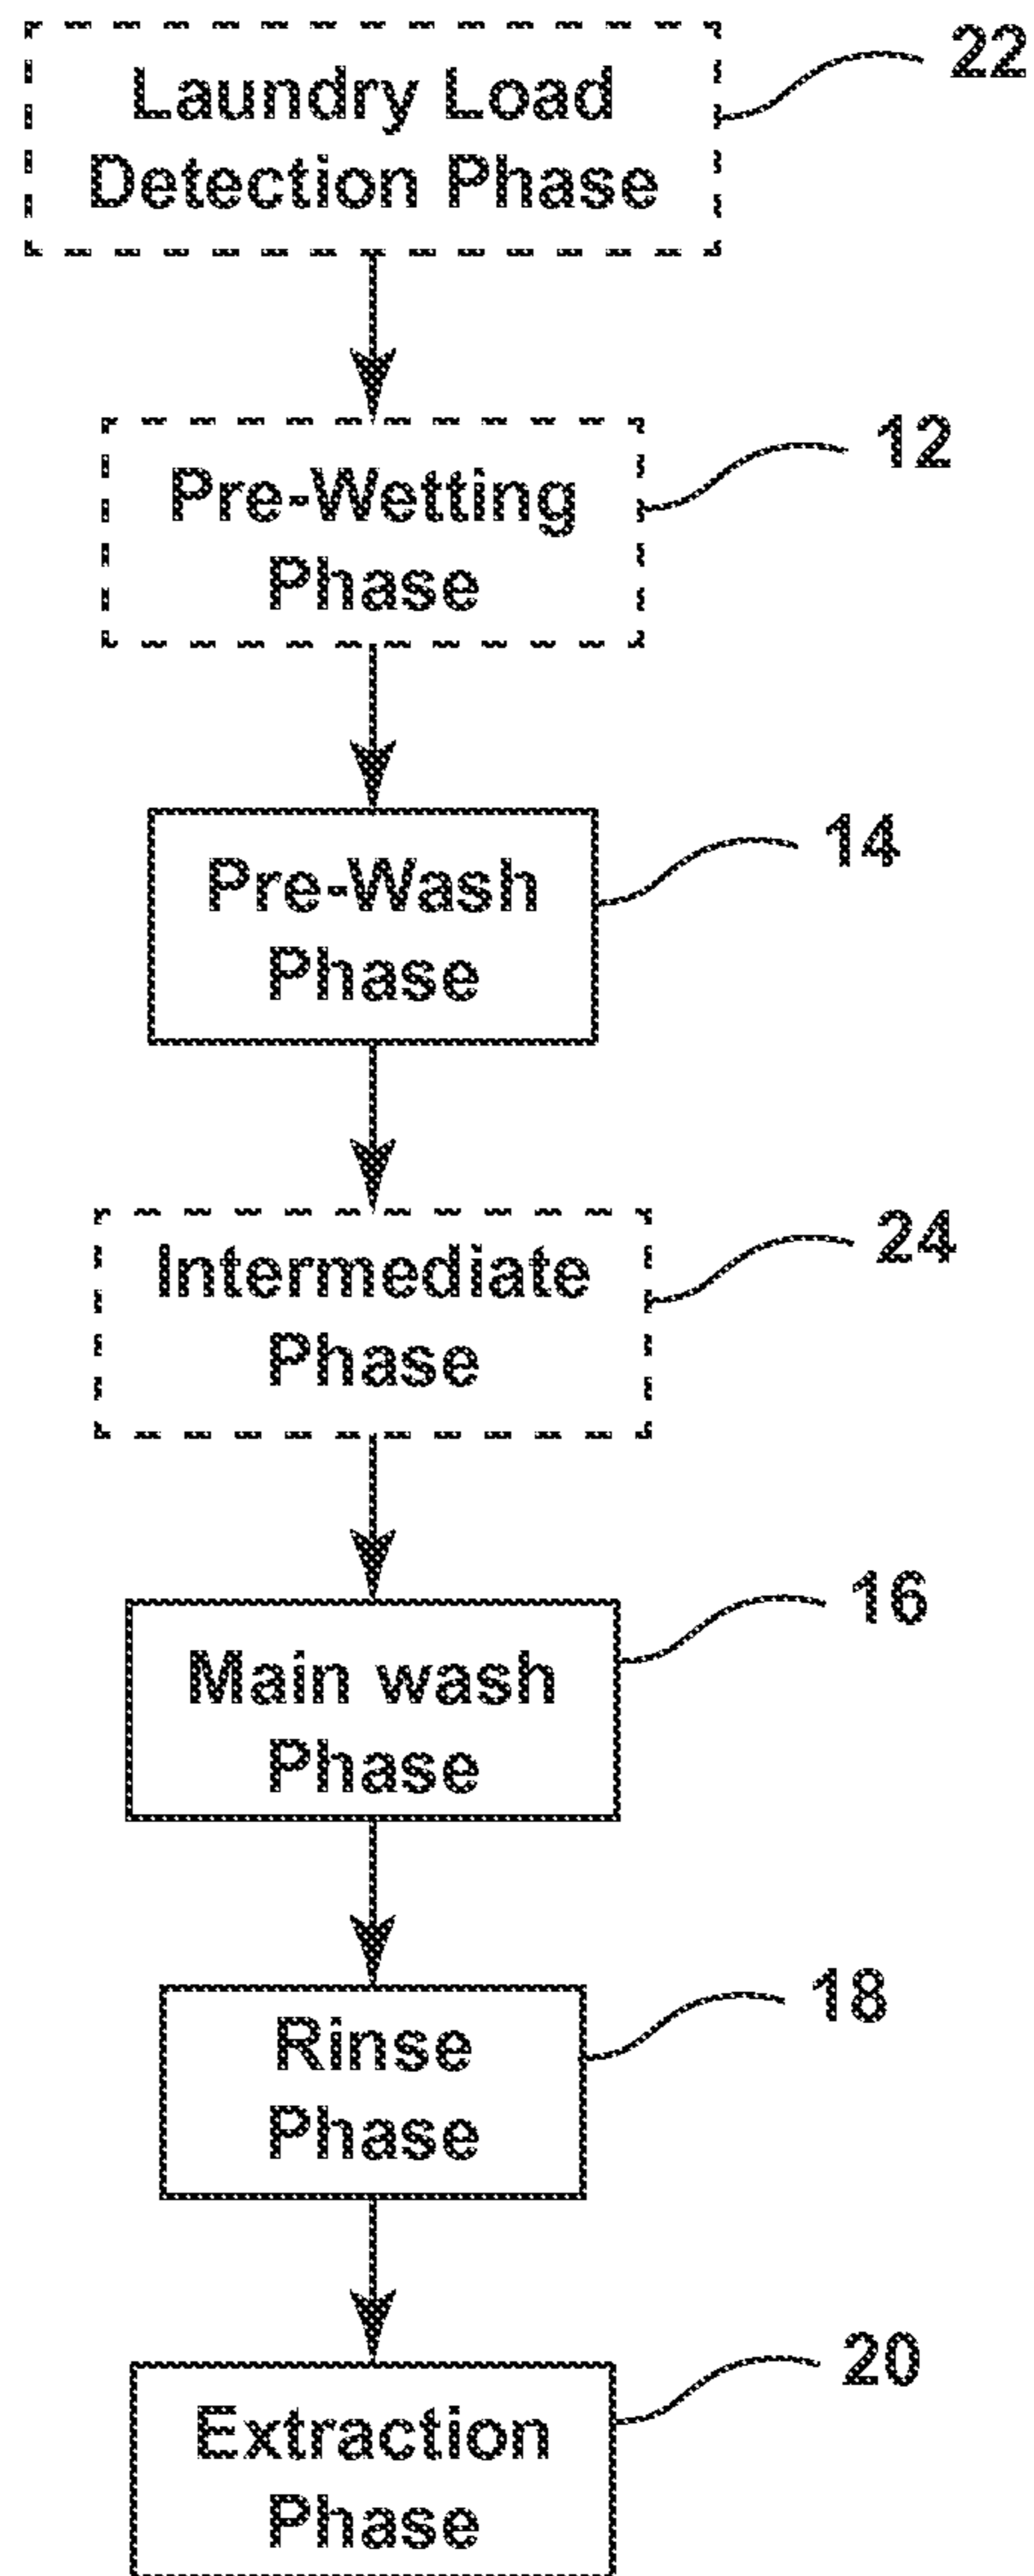 Laundry Load
Detection Phase
22
Pre-Wetting
Phase
12
Pre-Wash
Phase
14
Intermediate
Phase
24
Main wash
Phase
16
Rinse
Phase
18
Extraction
Phase
20